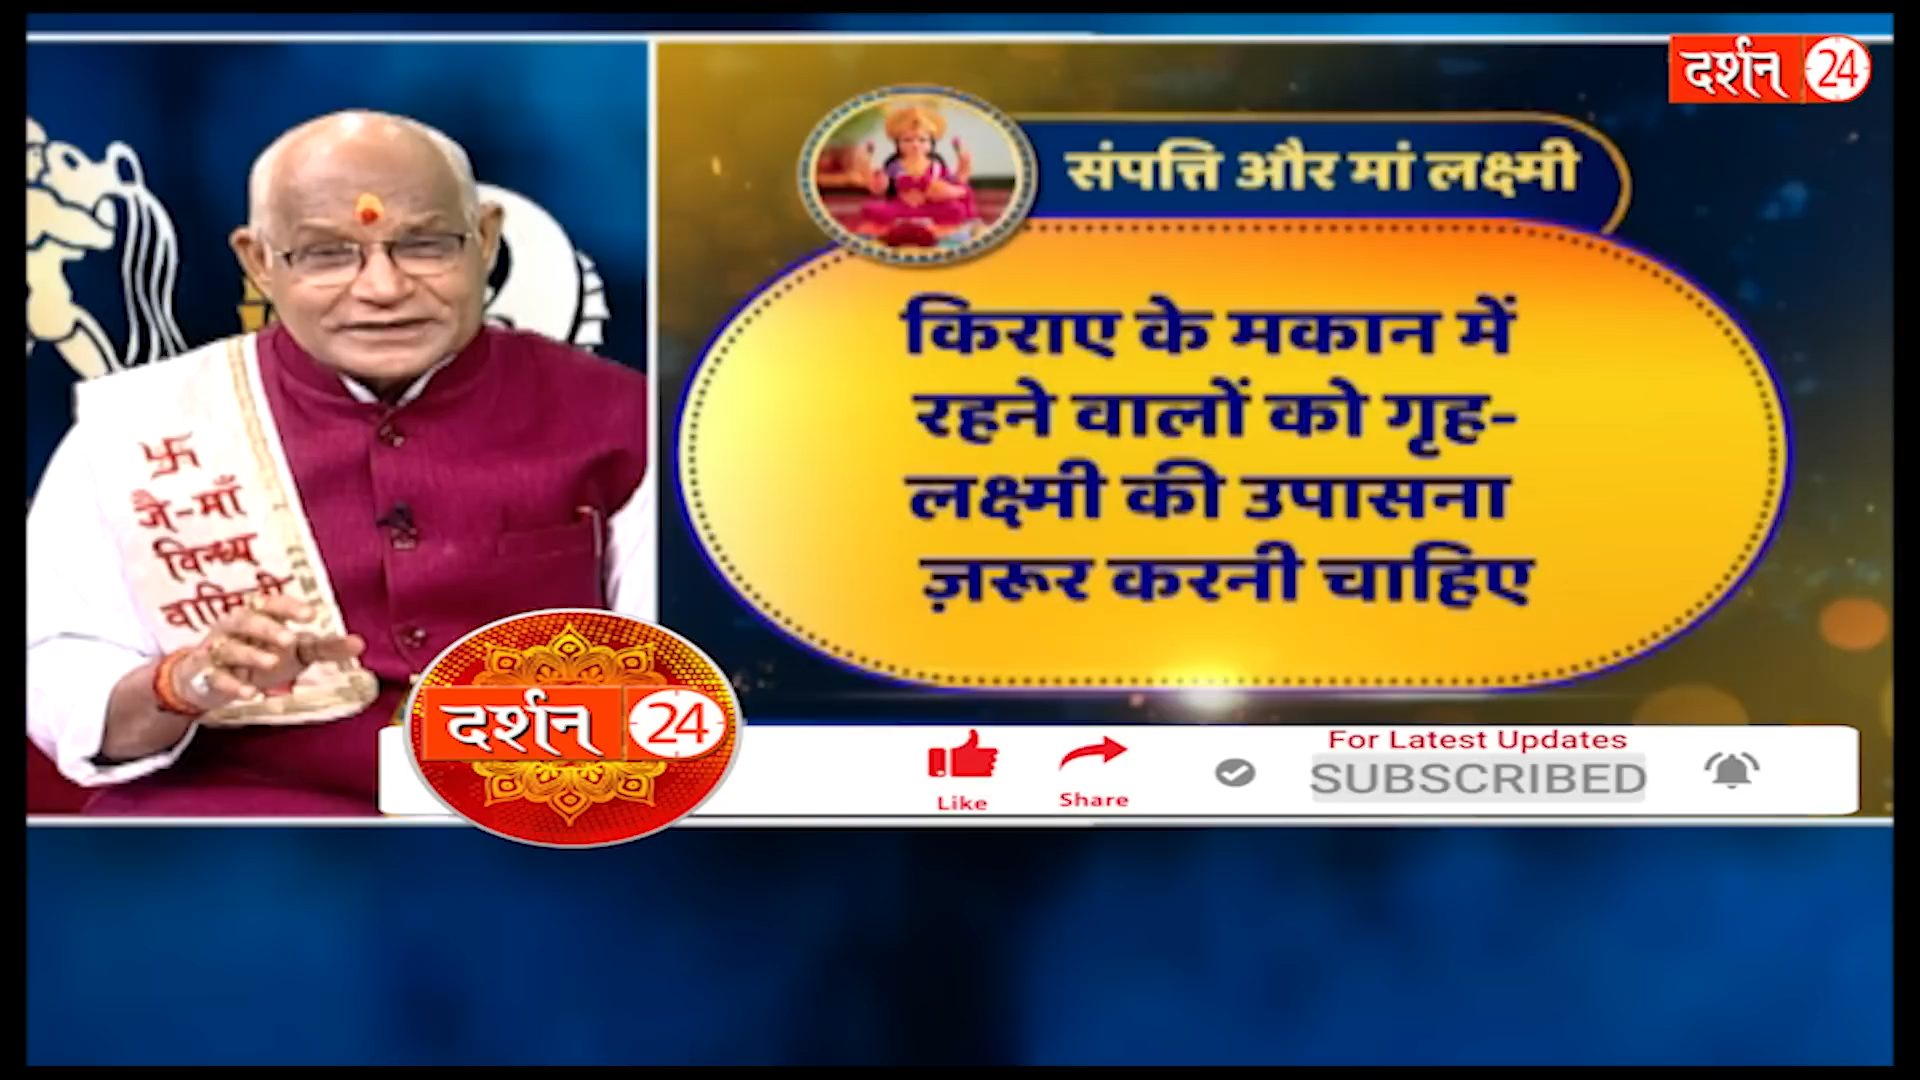 दर्शन 24
संपत्ति और मां लक्ष्मी
किराए के मकान में
रहने वालों को गृह-
लक्ष्मी की उपासना
ज़रूर करनी चाहिए
जै-माँ
विन्ध्य
दर्शन 24
Like
Share
For Latest Updates
SUBSCRIBED